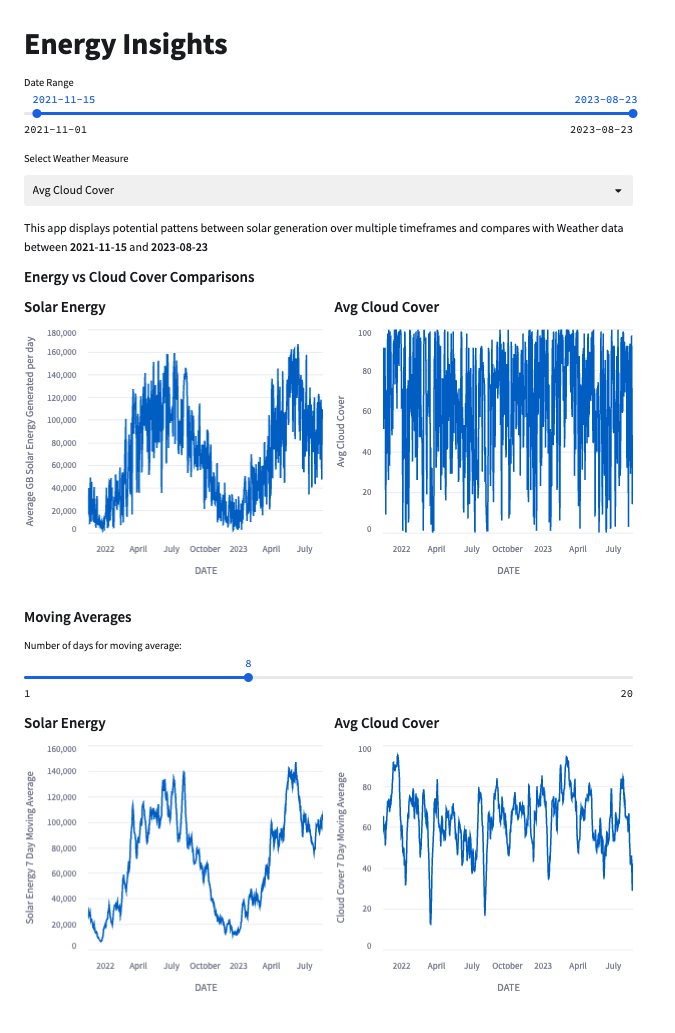 Energy Insights
Date Range
2021-11-15 2023-08-23
2021-11-01 2023-08-23
Select Weather Measure
Avg Cloud Cover
This app displays potential pattens between solar generation over multiple timeframes and compares with Weather data
between 2021-11-15 and 2023-08-23
Energy vs Cloud Cover Comparisons
Solar Energy
Average GB Solar Energy Generated per day
180,000
160,000
140,000
120,000
100,000
80,000
60,000
40,000
20,000
0
2022 April July October 2023 April July
DATE
Avg Cloud Cover
Avg Cloud Cover
100
80
60
40
20
0
2022 April July October 2023 April July
DATE
Moving Averages
Number of days for moving average:
8
1 20
Solar Energy
Solar Energy 7 Day Moving Average
160,000
140,000
120,000
100,000
80,000
60,000
40,000
20,000
0
2022 April July October 2023 April July
DATE
Avg Cloud Cover
Cloud Cover 7 Day Moving Average
100
80
60
40
20
0
2022 April July October 2023 April July
DATE